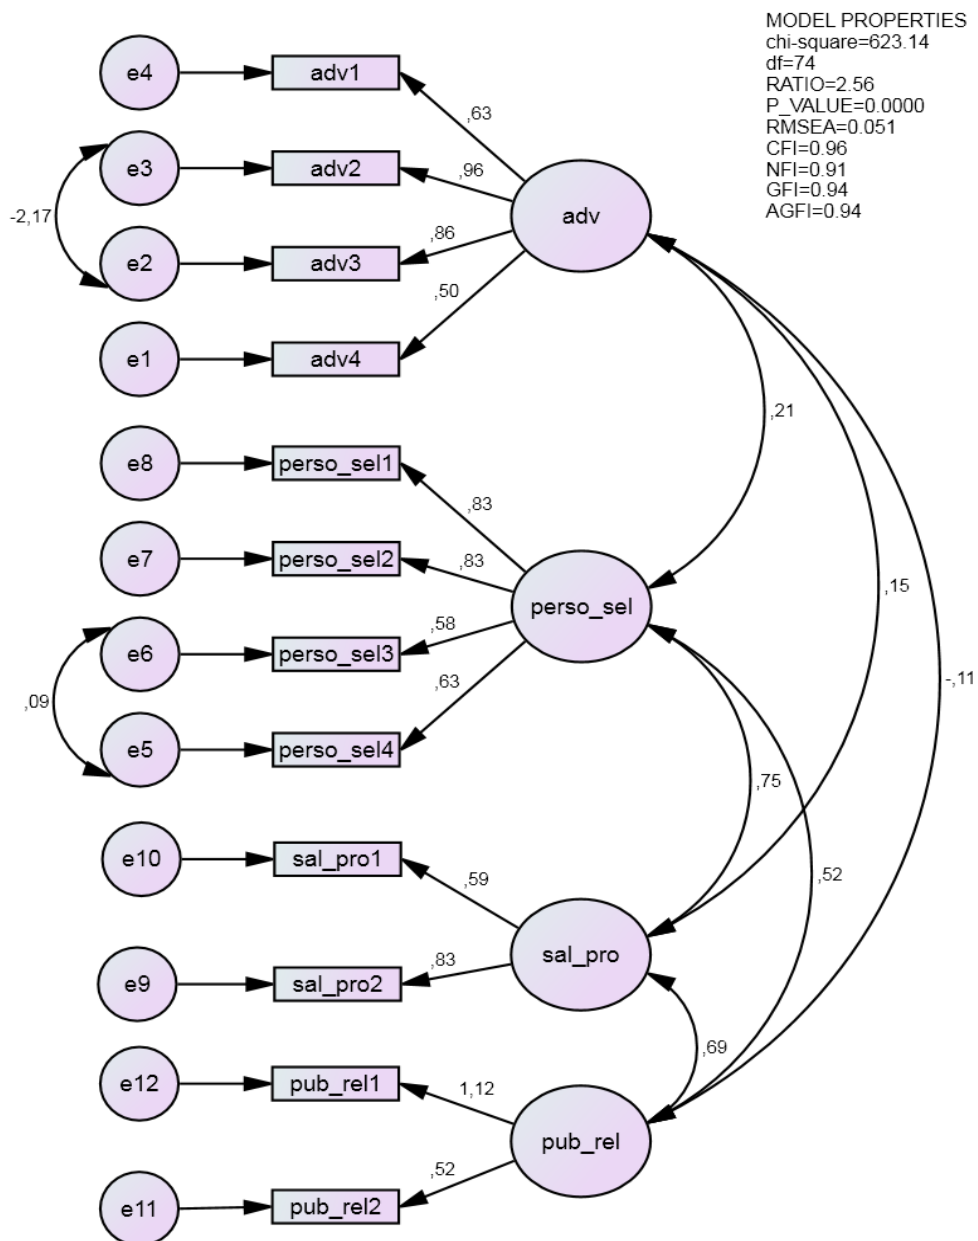 MODEL PROPERTIES
chi-square=623.14
df=74
RATIO=2.56
P_VALUE=0.0000
RMSEA=0.051
CFI=0.96
NFI=0.91
GFI=0.94
AGFI=0.94
e4
adv1
,63
e3
adv2
,96
adv
-2,17
e2
adv3
,86
,50
e1
adv4
,21
e8
perso_sel1
,83
e7
perso_sel2
,83
perso_sel
,15
e6
perso_sel3
,58
,09
,63
-,11
e5
perso_sel4
,75
e10
sal_pro1
,59
,52
e9
sal_pro2
,83
sal_pro
,69
e12
pub_rel1
1,12
pub_rel
,52
e11
pub_rel2